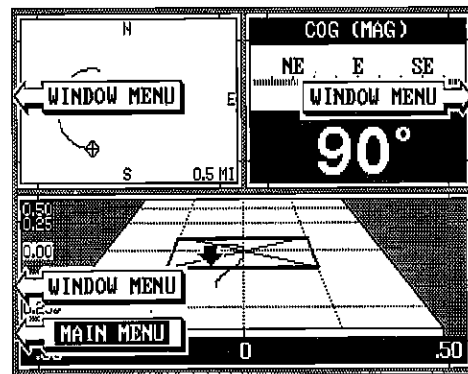 N
WINDOW MENU
E
S 0.5 MI
COG (MAG)
NE E SE
WINDOW MENU
90°
0.50
0.25
0.00
WINDOW MENU
MAIN MENU
0 .50